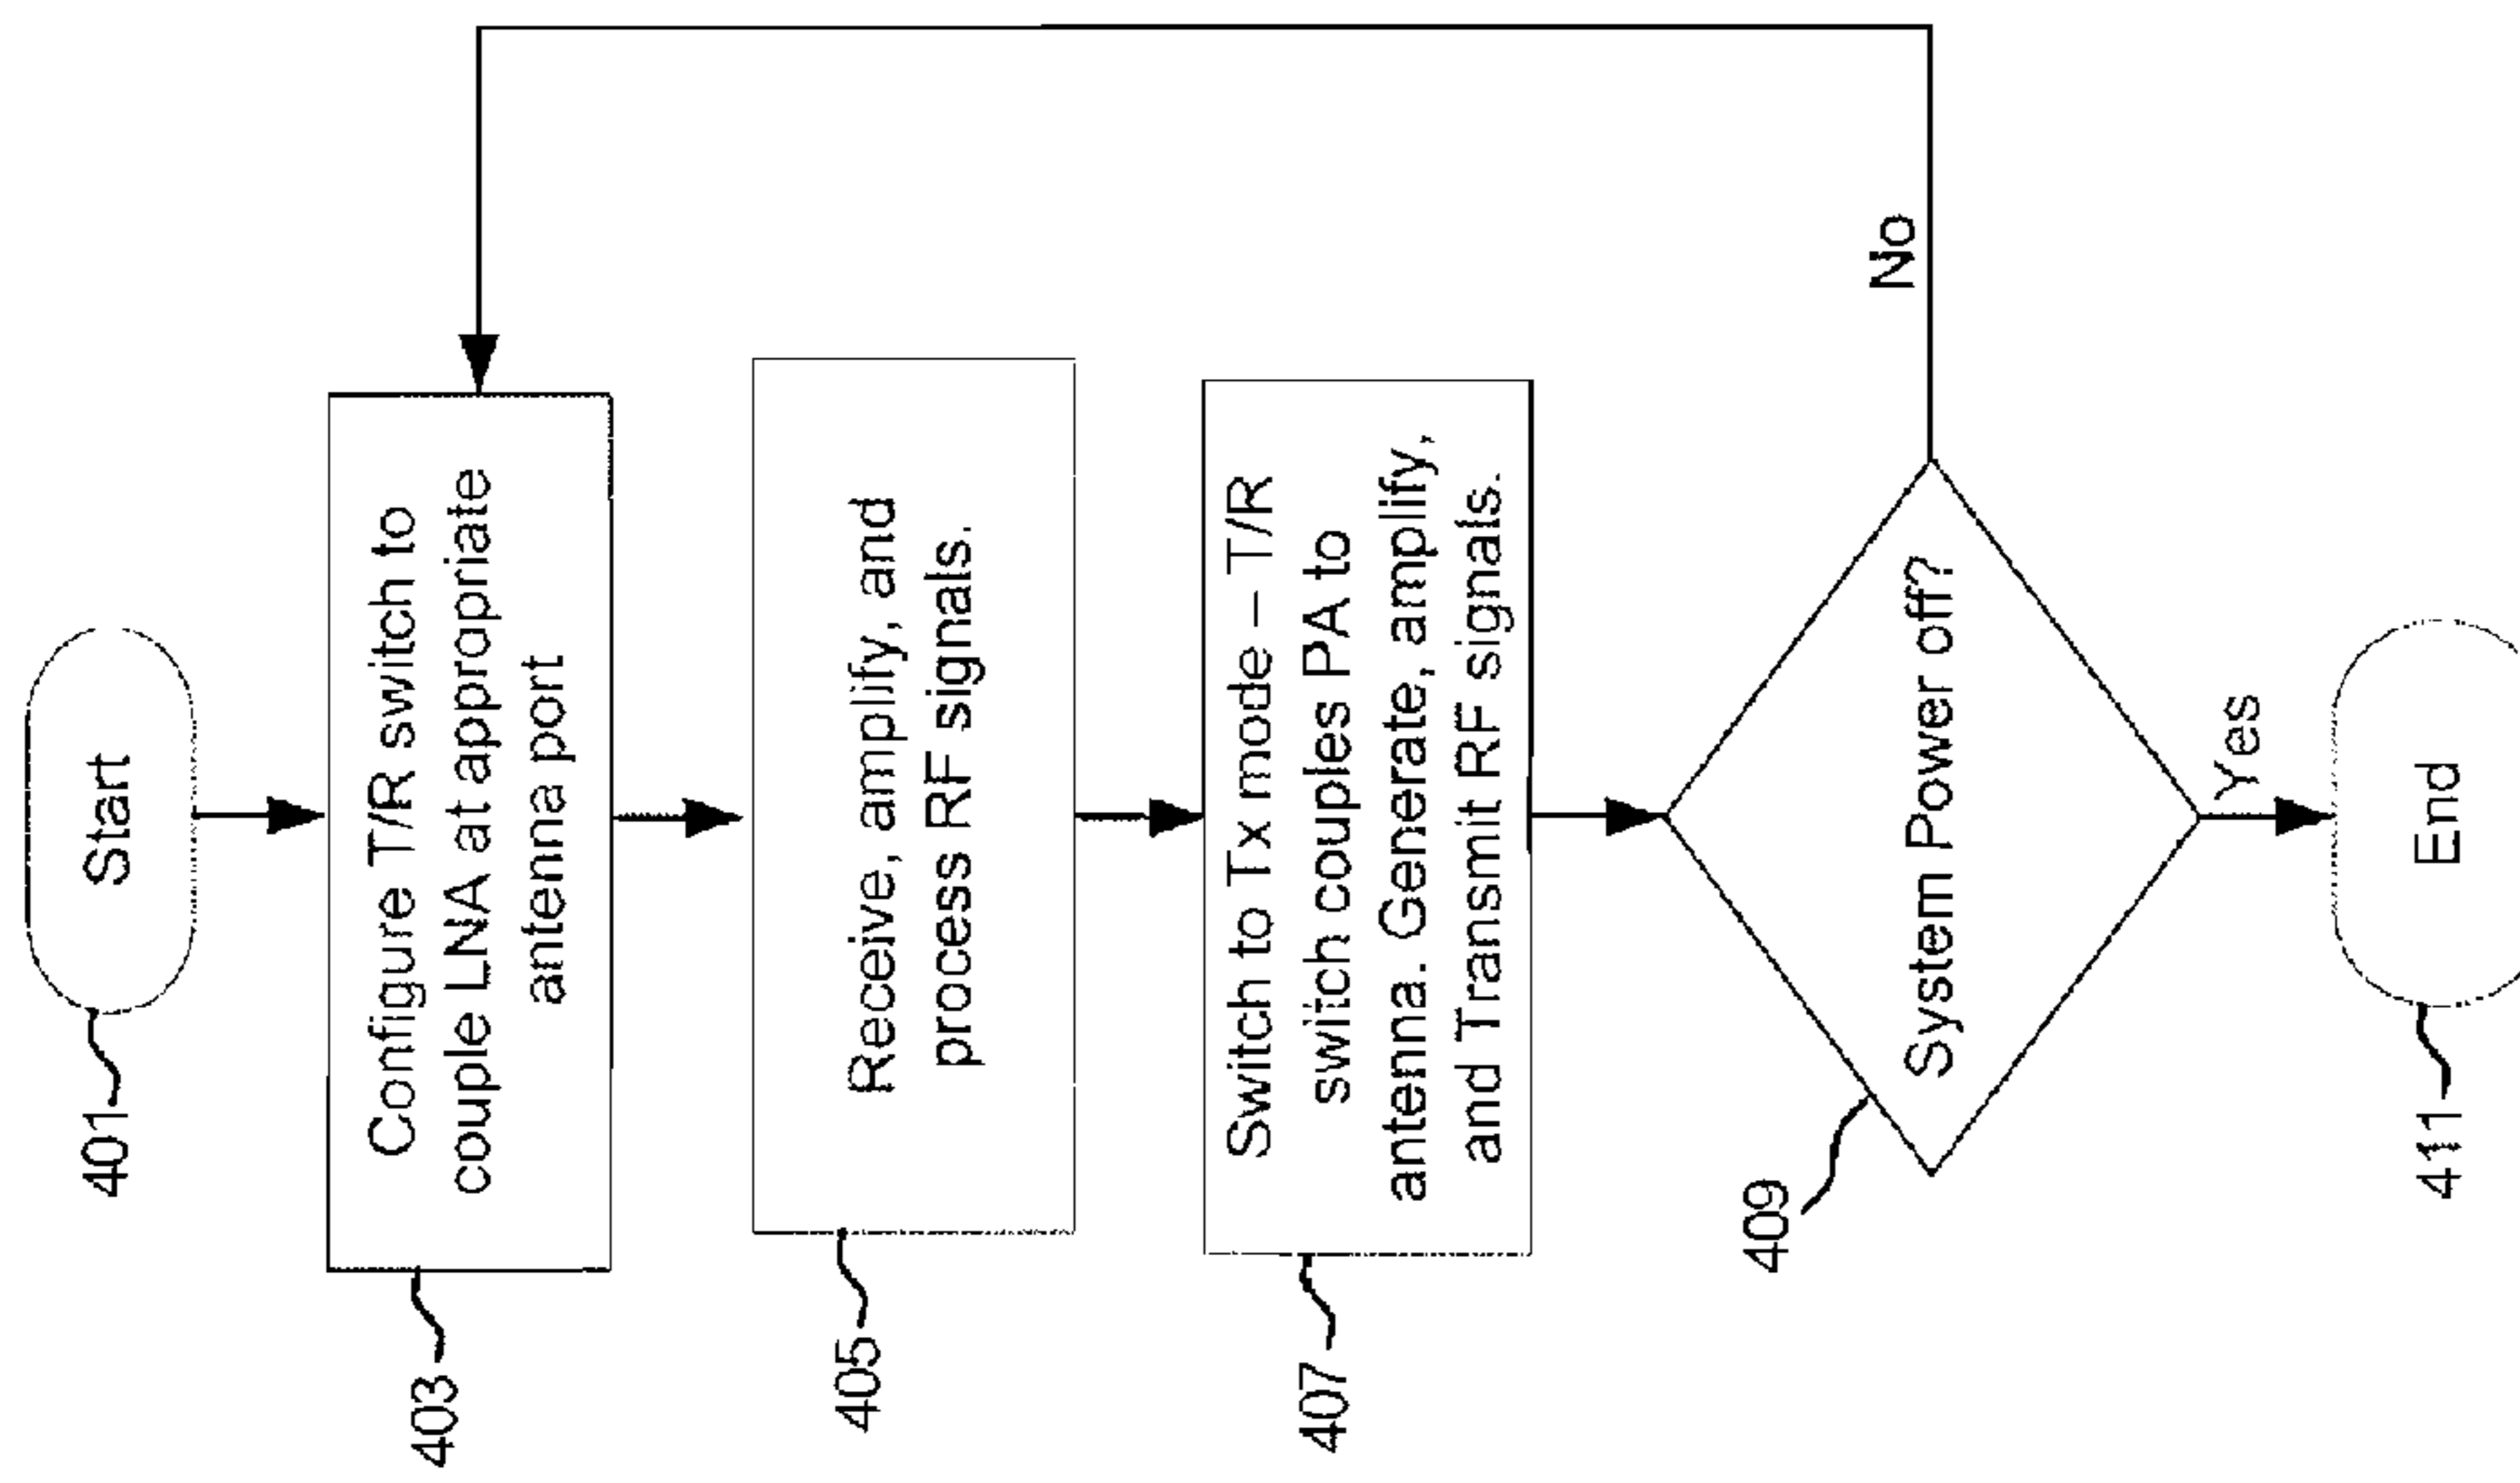 401
Start
403
Configure T/R switch to
couple LNA at appropriate
antenna port
405
Receive, amplify, and
process RF signals.
407
Switch to Tx mode – T/R
switch couples PA to
antenna. Generate, amplify,
and Transmit RF signals.
409
System Power off?
No
Yes
411
End